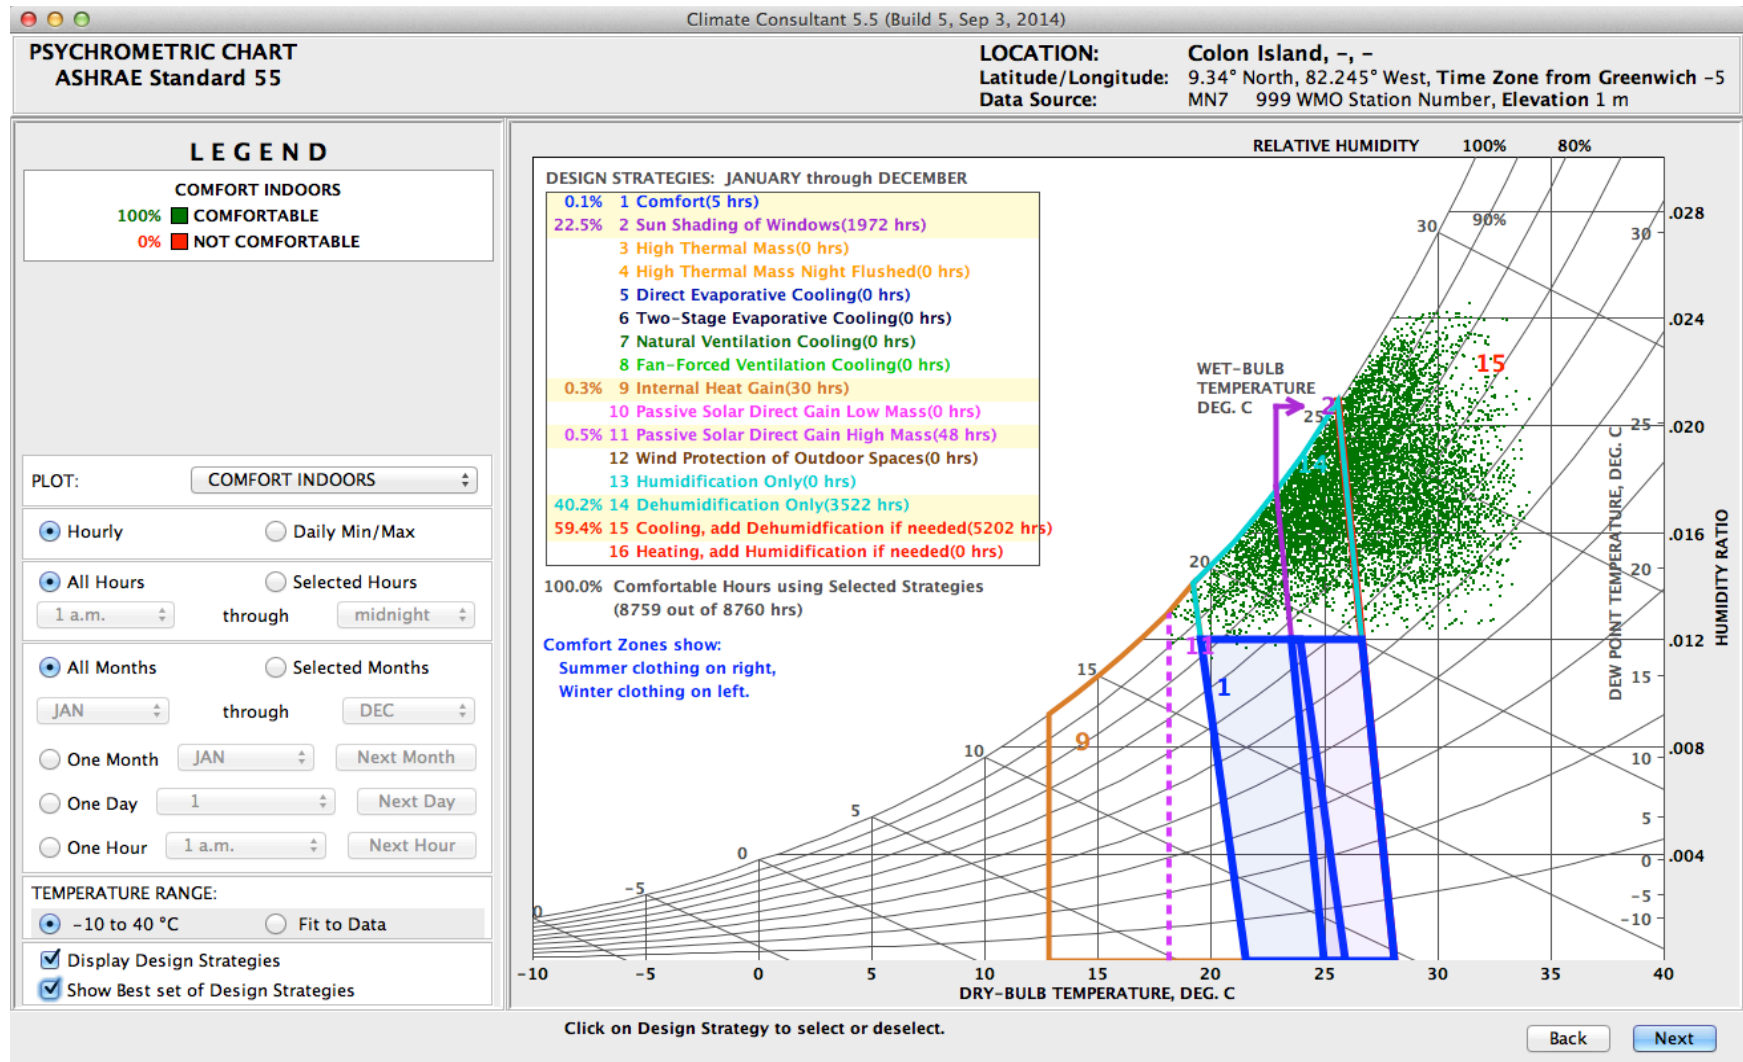 Climate Consultant 5.5 (Build 5, Sep 3, 2014)
PSYCHROMETRIC CHART
ASHRAE Standard 55
LOCATION: Colon Island, –, –
Latitude/Longitude: 9.34° North, 82.245° West, Time Zone from Greenwich –5
Data Source: MN7 999 WMO Station Number, Elevation 1 m
LEGEND
COMFORT INDOORS
100% COMFORTABLE
0% NOT COMFORTABLE
PLOT: COMFORT INDOORS
Hourly Daily Min/Max
All Hours Selected Hours
1 a.m. through midnight
All Months Selected Months
JAN through DEC
One Month JAN Next Month
One Day 1 Next Day
One Hour 1 a.m. Next Hour
TEMPERATURE RANGE:
–10 to 40 °C Fit to Data
Display Design Strategies
Show Best set of Design Strategies
RELATIVE HUMIDITY 100% 80%
90%
DESIGN STRATEGIES: JANUARY through DECEMBER
0.1% 1 Comfort(5 hrs)
22.5% 2 Sun Shading of Windows(1972 hrs)
3 High Thermal Mass(0 hrs)
4 High Thermal Mass Night Flushed(0 hrs)
5 Direct Evaporative Cooling(0 hrs)
6 Two-Stage Evaporative Cooling(0 hrs)
7 Natural Ventilation Cooling(0 hrs)
8 Fan-Forced Ventilation Cooling(0 hrs)
0.3% 9 Internal Heat Gain(30 hrs)
10 Passive Solar Direct Gain Low Mass(0 hrs)
0.5% 11 Passive Solar Direct Gain High Mass(48 hrs)
12 Wind Protection of Outdoor Spaces(0 hrs)
13 Humidification Only(0 hrs)
40.2% 14 Dehumidification Only(3522 hrs)
59.4% 15 Cooling, add Dehumidfication if needed(5202 hrs)
16 Heating, add Humidification if needed(0 hrs)
100.0% Comfortable Hours using Selected Strategies
(8759 out of 8760 hrs)
Comfort Zones show:
Summer clothing on right,
Winter clothing on left.
WET-BULB
TEMPERATURE
DEG. C
0
–5
0
5
10
15
20
25
30
1
2
9
11
14
15
30
25
20
15
10
5
0
–5
–10
DEW POINT TEMPERATURE, DEG. C
.028
.024
.020
.016
.012
.008
.004
HUMIDITY RATIO
–10 –5 0 5 10 15 20 25 30 35 40
DRY-BULB TEMPERATURE, DEG. C
Click on Design Strategy to select or deselect.
Back Next